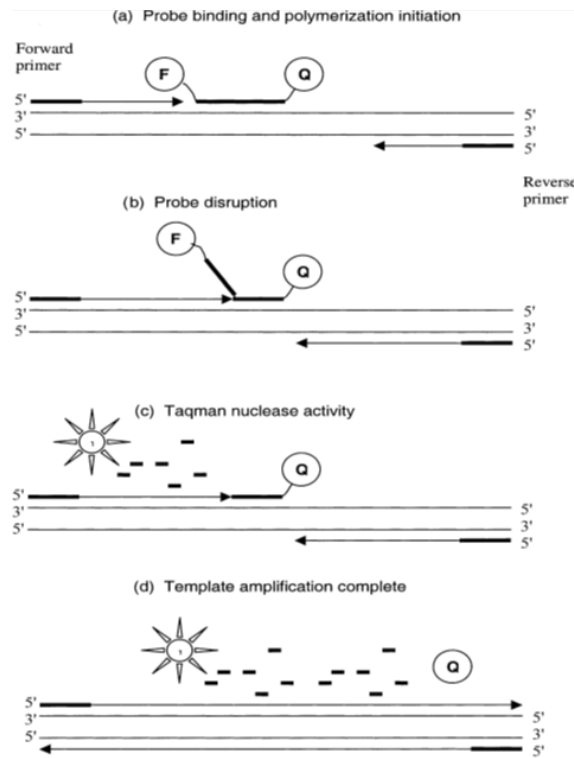 (a) Probe binding and polymerization initiation
Forward
primer
F
Q
5'
3'
5'
5'
3'
5'
Reverse
primer
(b) Probe disruption
F
Q
5'
3'
5'
5'
3'
5'
(c) Taqman nuclease activity
Q
5'
3'
5'
5'
3'
5'
(d) Template amplification complete
Q
5'
3'
5'
5'
3'
5'